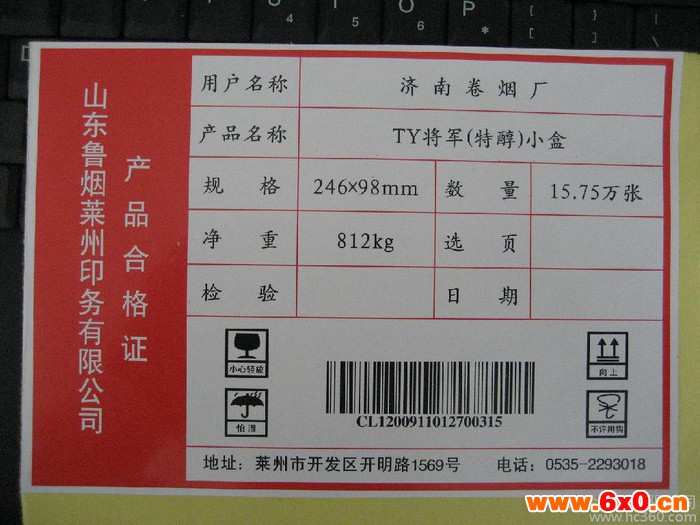 山东鲁烟莱州印务有限公司
产品合格证
用户名称 济南卷烟厂
产品名称 TY将军(特醇)小盒
规格 246×98mm 数量 15.75万张
净重 812kg 选页
检验 日期
小心轻放
向上
CL1200911012700315
怕湿
不许用钩
地址: 莱州市开发区开明路1569号 电话: 0535-2293018
www.hc360.com
www.6x0.cn